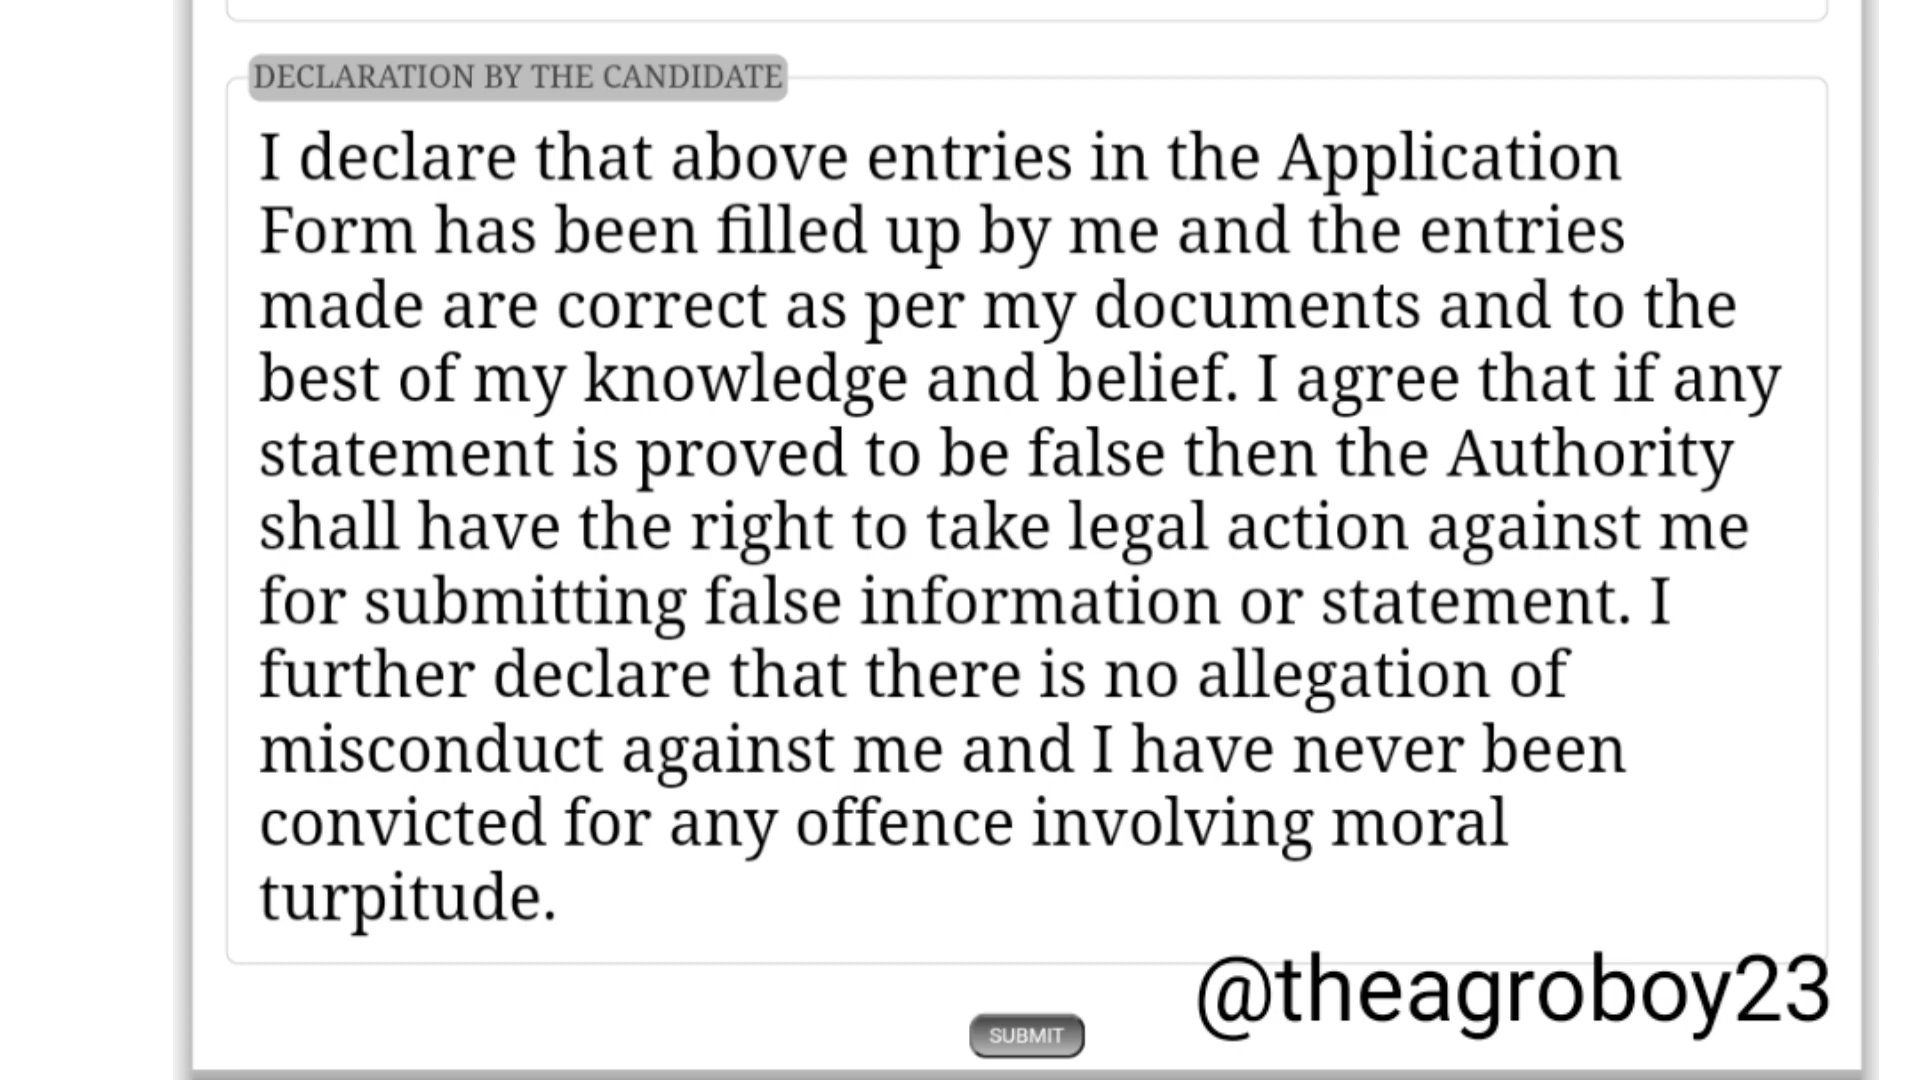 DECLARATION BY THE CANDIDATE
I declare that above entries in the Application
Form has been filled up by me and the entries
made are correct as per my documents and to the
best of my knowledge and belief. I agree that if any
statement is proved to be false then the Authority
shall have the right to take legal action against me
for submitting false information or statement. I
further declare that there is no allegation of
misconduct against me and I have never been
convicted for any offence involving moral
turpitude.
@theagroboy23
SUBMIT